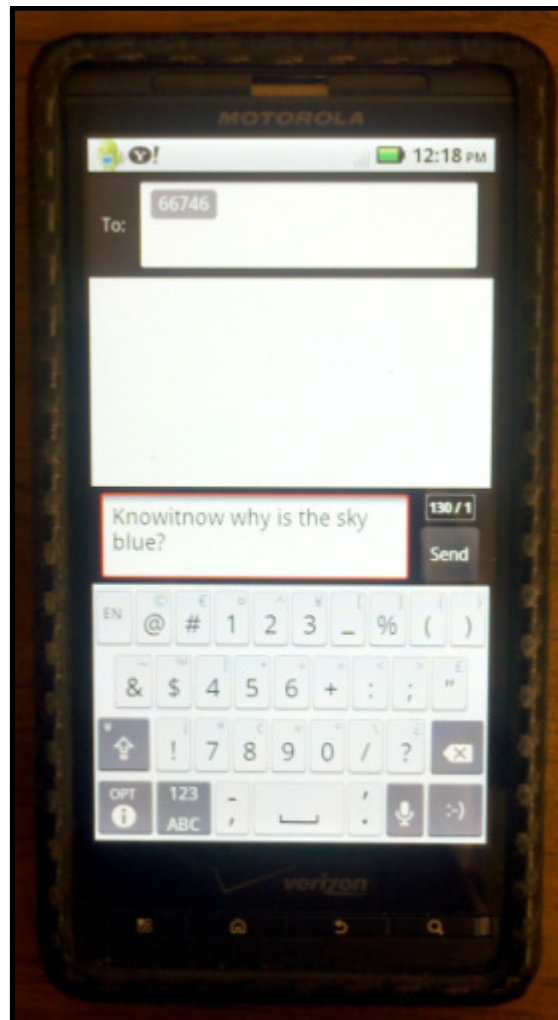 MOTOROLA
! 12:18 PM
To: 66746
Knowitnow why is the sky
blue?
130 / 1
Send
EN @ # 1 2 3 _ % ( )
& $ 4 5 6 + : ; "
! 7 8 9 0 / ?
OPT 123 - ' :-)
ABC , .
verizon